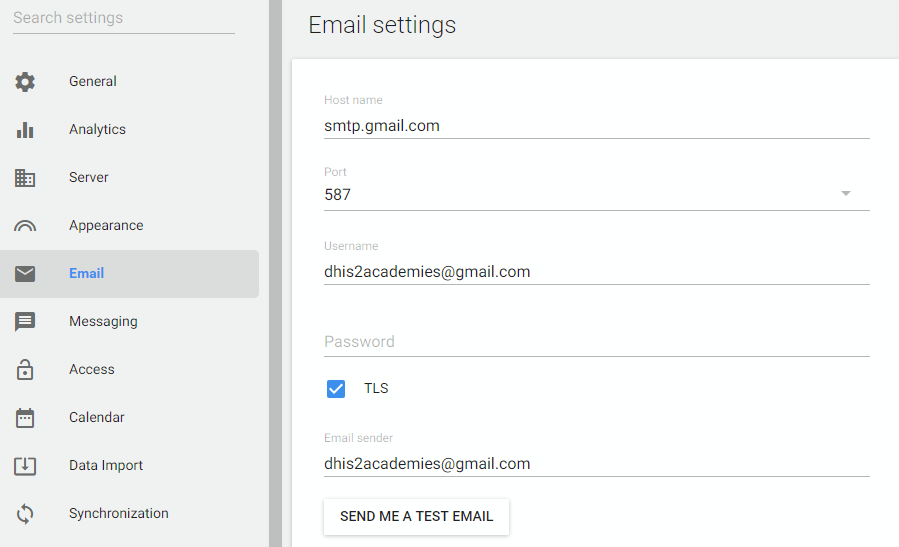 Search settings
General
Analytics
Server
Appearance
Email
Messaging
Access
Calendar
Data Import
Synchronization
Email settings
Host name
smtp.gmail.com
Port
587
Username
dhis2academies@gmail.com
Password
TLS
Email sender
dhis2academies@gmail.com
SEND ME A TEST EMAIL